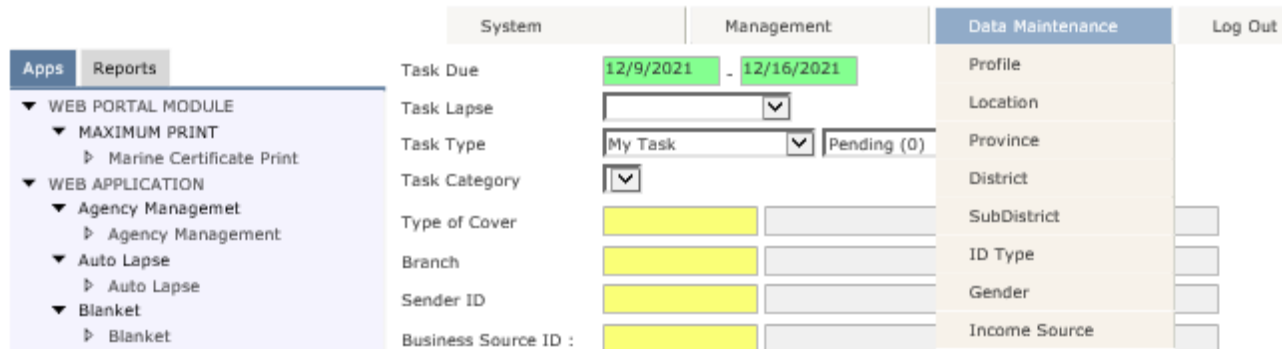 System Management Data Maintenance Log Out
Apps Reports
WEB PORTAL MODULE
MAXIMUM PRINT
Marine Certificate Print
WEB APPLICATION
Agency Managemet
Agency Management
Auto Lapse
Auto Lapse
Blanket
Blanket
Task Due 12/9/2021 - 12/16/2021
Task Lapse
Task Type My Task Pending (0)
Task Category
Type of Cover
Branch
Sender ID
Business Source ID :
Profile
Location
Province
District
SubDistrict
ID Type
Gender
Income Source